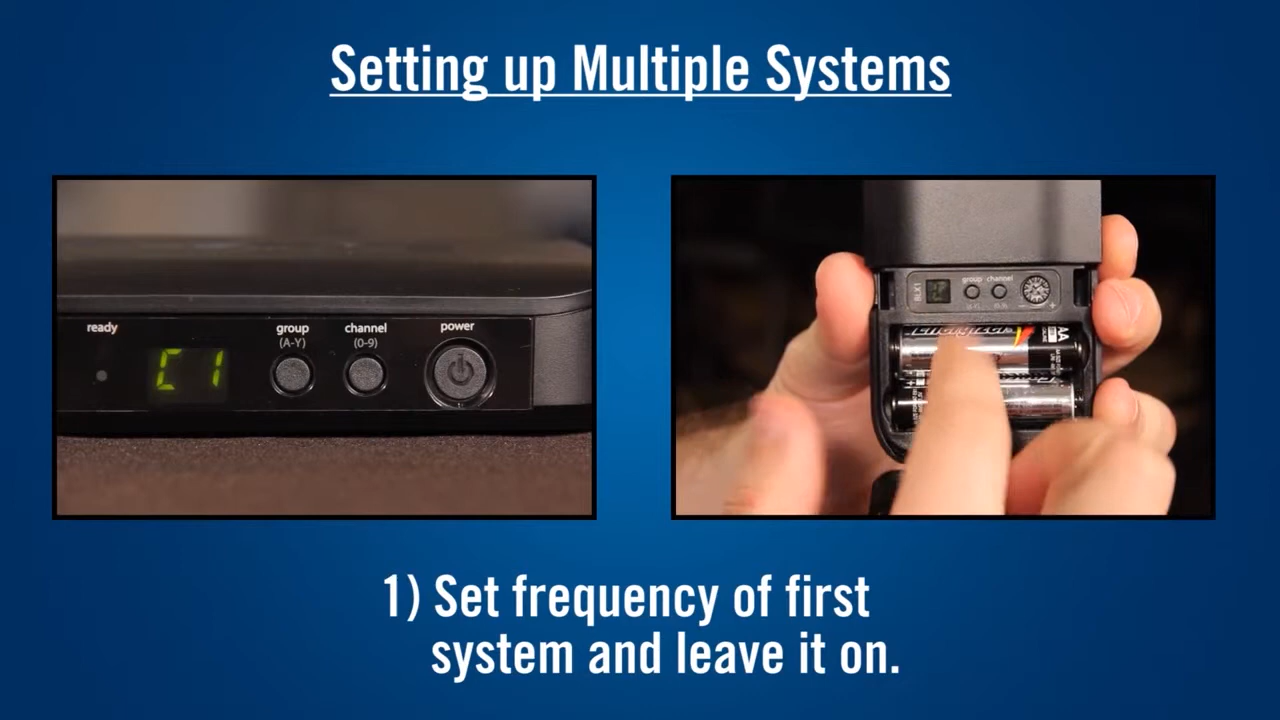 Setting up Multiple Systems
ready
group
(A-Y)
channel
(0-9)
power
C1
BLX1
group channel
AA
1) Set frequency of first
system and leave it on.